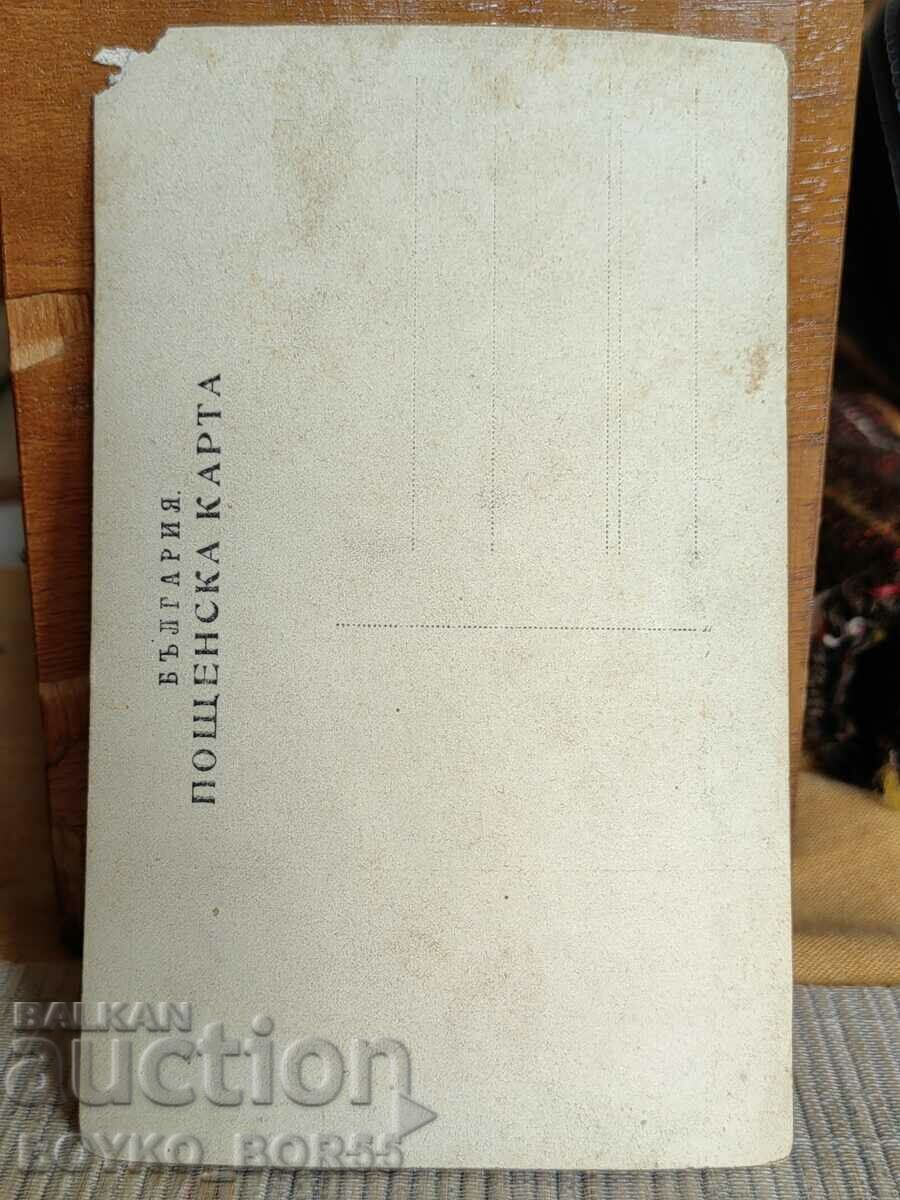 БЪЛГАРИЯ.
ПОЩЕНСКА КАРТА
BALKAN
auction
BOYKO_BOR55